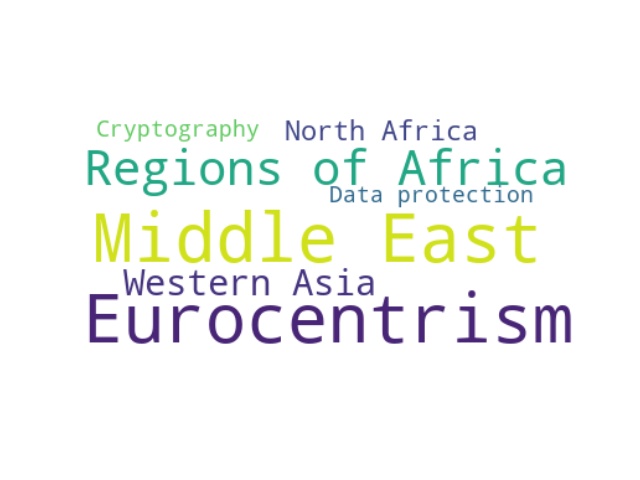 Cryptography
North Africa
Regions of Africa
Data protection
Middle East
Western Asia
Eurocentrism